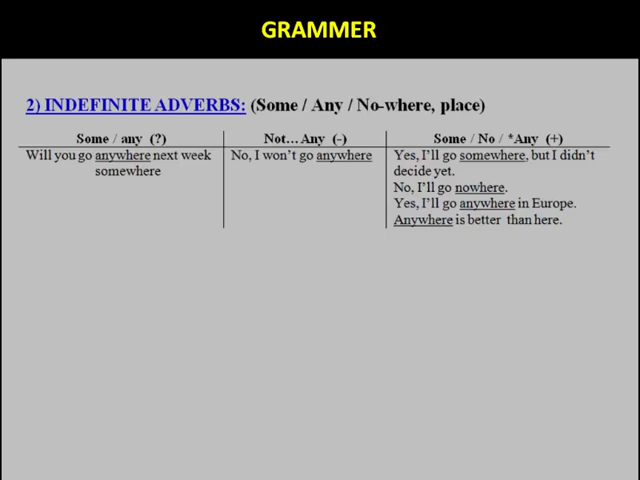 GRAMMER
2) INDEFINITE ADVERBS: (Some / Any / No-where, place)
Some / any (?)
Not… Any (-)
Some / No / *Any (+)
Will you go anywhere next week
somewhere
No, I won't go anywhere
Yes, I'll go somewhere, but I didn't
decide yet.
No, I'll go nowhere.
Yes, I'll go anywhere in Europe.
Anywhere is better than here.